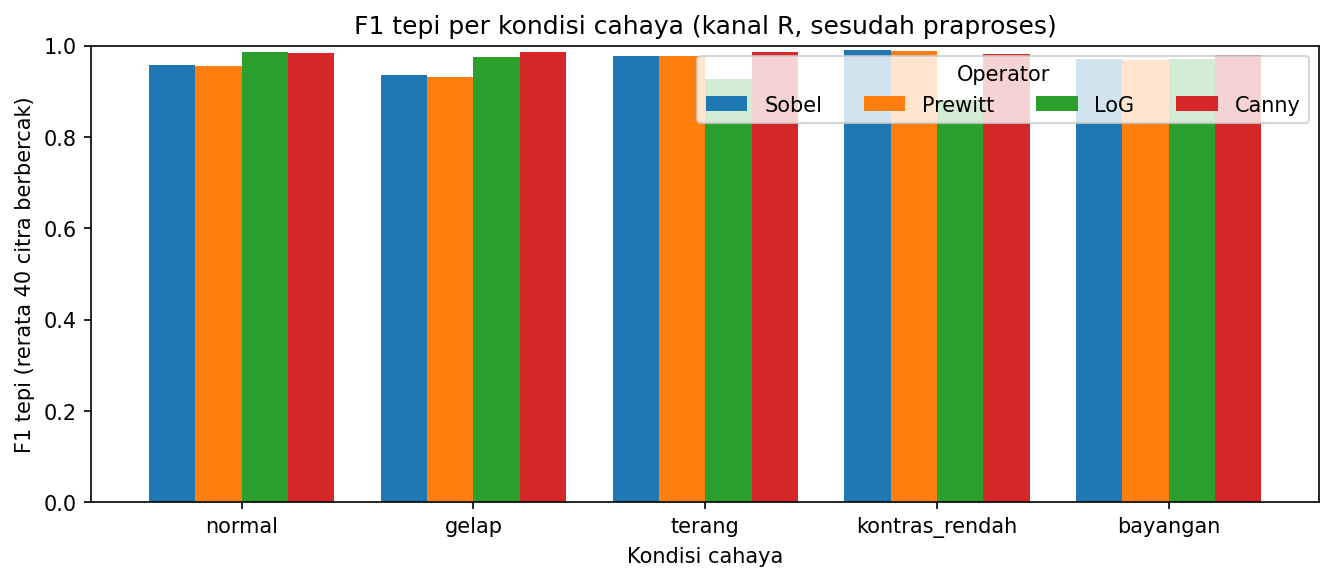 F1 tepi per kondisi cahaya (kanal R, sesudah praproses)
Operator
Sobel Prewitt LoG Canny
F1 tepi (rerata 40 citra berbercak)
1.0
0.8
0.6
0.4
0.2
0.0
normal gelap terang kontras_rendah bayangan
Kondisi cahaya